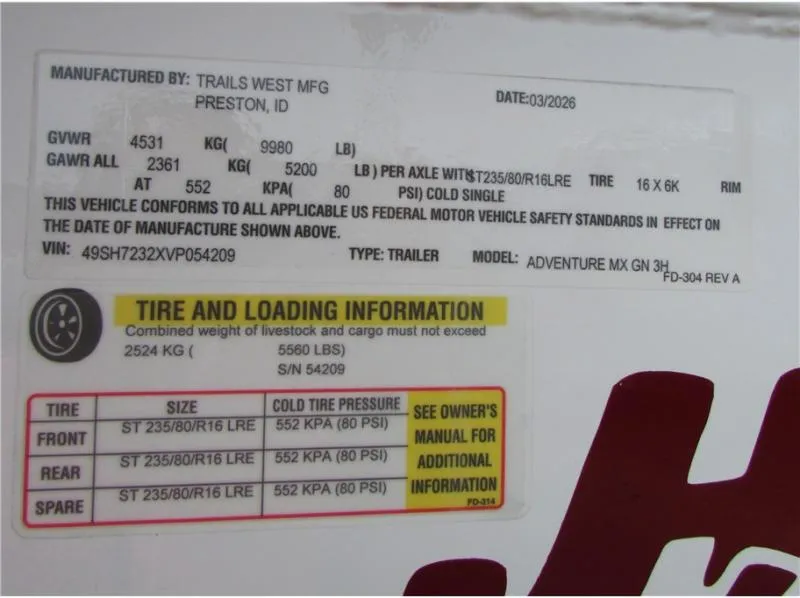 MANUFACTURED BY: TRAILS WEST MFG
PRESTON, ID
DATE:03/2026
GVWR 4531 KG( 9980 LB)
GAWR ALL 2361 KG( 5200 LB) PER AXLE WITH ST235/80/R16LRE TIRE 16 X 6K RIM
AT 552 KPA( 80 PSI) COLD SINGLE
THIS VEHICLE CONFORMS TO ALL APPLICABLE US FEDERAL MOTOR VEHICLE SAFETY STANDARDS IN EFFECT ON
THE DATE OF MANUFACTURE SHOWN ABOVE.
VIN: 49SH7232XVP054209 TYPE: TRAILER MODEL: ADVENTURE MX GN 3H
FD-304 REV A
TIRE AND LOADING INFORMATION
Combined weight of livestock and cargo must not exceed
2524 KG ( 5560 LBS)
S/N 54209
TIRE SIZE COLD TIRE PRESSURE
FRONT ST 235/80/R16 LRE 552 KPA (80 PSI)
REAR ST 235/80/R16 LRE 552 KPA (80 PSI)
SPARE ST 235/80/R16 LRE 552 KPA (80 PSI)
SEE OWNER'S
MANUAL FOR
ADDITIONAL
INFORMATION
FD-314